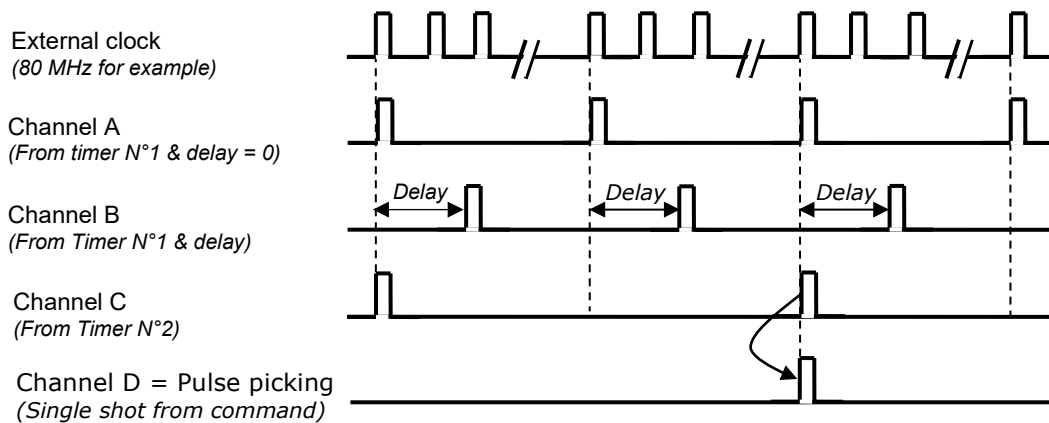 External clock
(80 MHz for example)
Channel A
(From timer N°1 & delay = 0)
Delay Delay Delay
Channel B
(From Timer N°1 & delay)
Channel C
(From Timer N°2)
Channel D = Pulse picking
(Single shot from command)